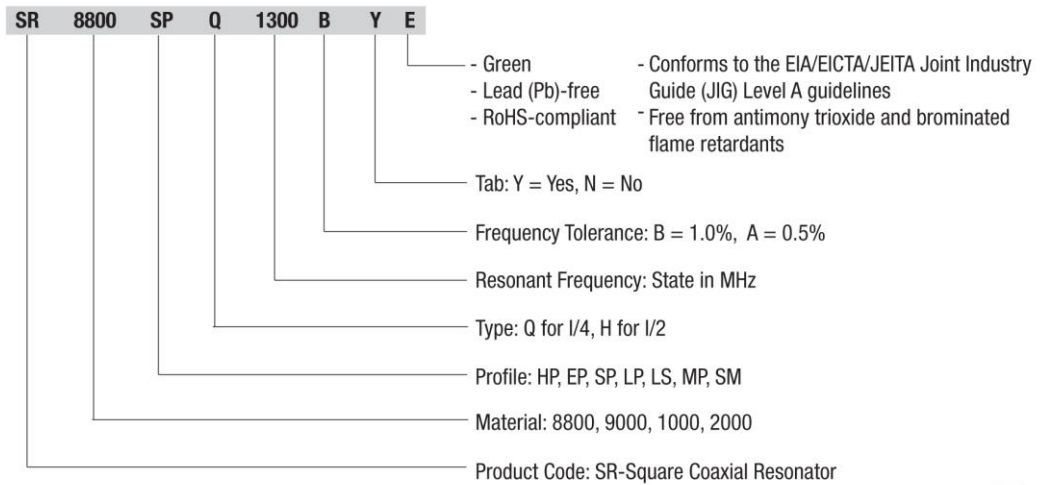 SR 8800 SP Q 1300 B Y E
- Green
- Lead (Pb)-free
- RoHS-compliant
- Conforms to the EIA/EICTA/JEITA Joint Industry
Guide (JIG) Level A guidelines
- Free from antimony trioxide and brominated
flame retardants
Tab: Y = Yes, N = No
Frequency Tolerance: B = 1.0%, A = 0.5%
Resonant Frequency: State in MHz
Type: Q for l/4, H for l/2
Profile: HP, EP, SP, LP, LS, MP, SM
Material: 8800, 9000, 1000, 2000
Product Code: SR-Square Coaxial Resonator